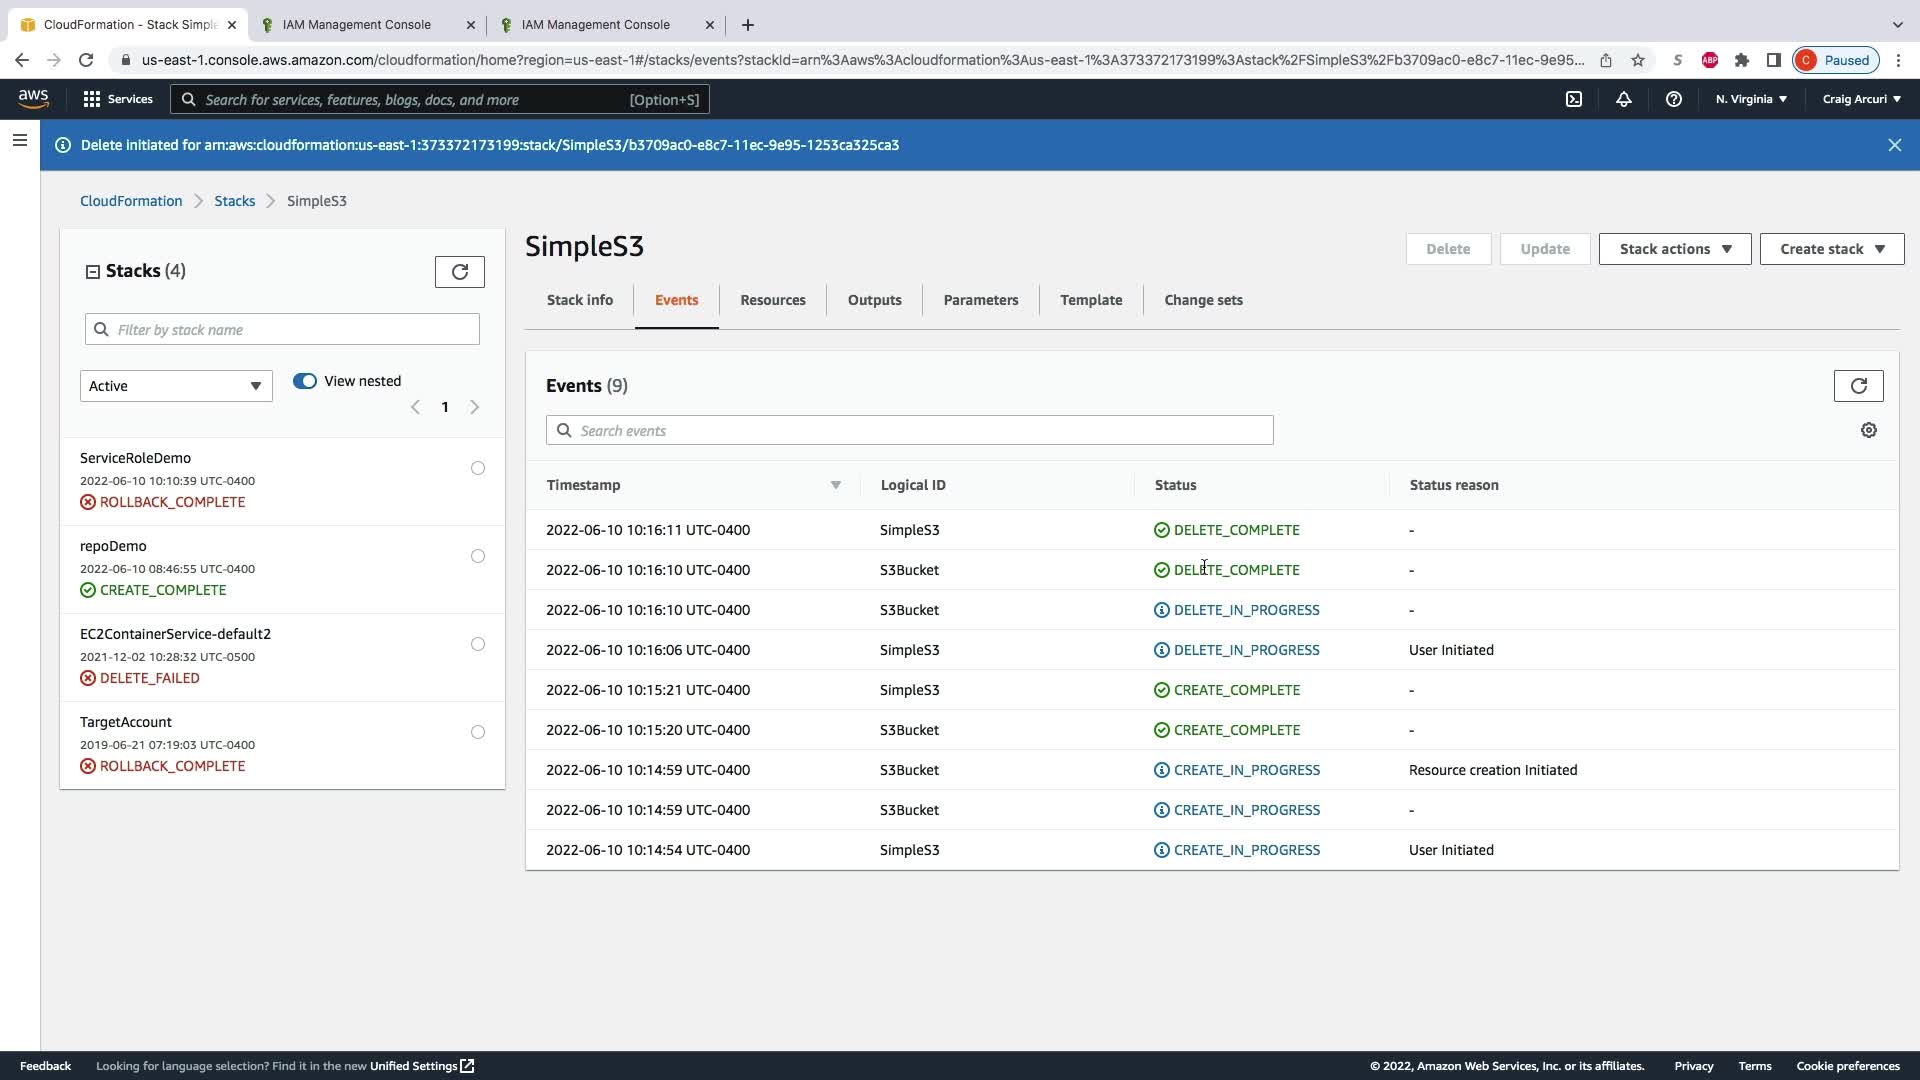 CloudFormation - Stack Simple
IAM Management Console
IAM Management Console
us-east-1.console.aws.amazon.com/cloudformation/home?region=us-east-1#/stacks/events?stackId=arn%3Aaws%3Acloudformation%3Aus-east-1%3A373372173199%3Astack%2FSimpleS3%2Fb3709ac0-e8c7-11ec-9e95...
S
ABP
C Paused
aws
Services
Search for services, features, blogs, docs, and more [Option+S]
N. Virginia
Craig Arcuri
Delete initiated for arn:aws:cloudformation:us-east-1:373372173199:stack/SimpleS3/b3709ac0-e8c7-11ec-9e95-1253ca325ca3
CloudFormation Stacks SimpleS3
Stacks (4)
Filter by stack name
Active
View nested
1
ServiceRoleDemo
2022-06-10 10:10:39 UTC-0400
ROLLBACK_COMPLETE
repoDemo
2022-06-10 08:46:55 UTC-0400
CREATE_COMPLETE
EC2ContainerService-default2
2021-12-02 10:28:32 UTC-0500
DELETE_FAILED
TargetAccount
2019-06-21 07:19:03 UTC-0400
ROLLBACK_COMPLETE
SimpleS3
Delete
Update
Stack actions
Create stack
Stack info Events Resources Outputs Parameters Template Change sets
Events (9)
Search events
Timestamp Logical ID Status Status reason
2022-06-10 10:16:11 UTC-0400 SimpleS3 DELETE_COMPLETE -
2022-06-10 10:16:10 UTC-0400 S3Bucket DELETE_COMPLETE -
2022-06-10 10:16:10 UTC-0400 S3Bucket DELETE_IN_PROGRESS -
2022-06-10 10:16:06 UTC-0400 SimpleS3 DELETE_IN_PROGRESS User Initiated
2022-06-10 10:15:21 UTC-0400 SimpleS3 CREATE_COMPLETE -
2022-06-10 10:15:20 UTC-0400 S3Bucket CREATE_COMPLETE -
2022-06-10 10:14:59 UTC-0400 S3Bucket CREATE_IN_PROGRESS Resource creation Initiated
2022-06-10 10:14:59 UTC-0400 S3Bucket CREATE_IN_PROGRESS -
2022-06-10 10:14:54 UTC-0400 SimpleS3 CREATE_IN_PROGRESS User Initiated
Feedback Looking for language selection? Find it in the new Unified Settings © 2022, Amazon Web Services, Inc. or its affiliates. Privacy Terms Cookie preferences